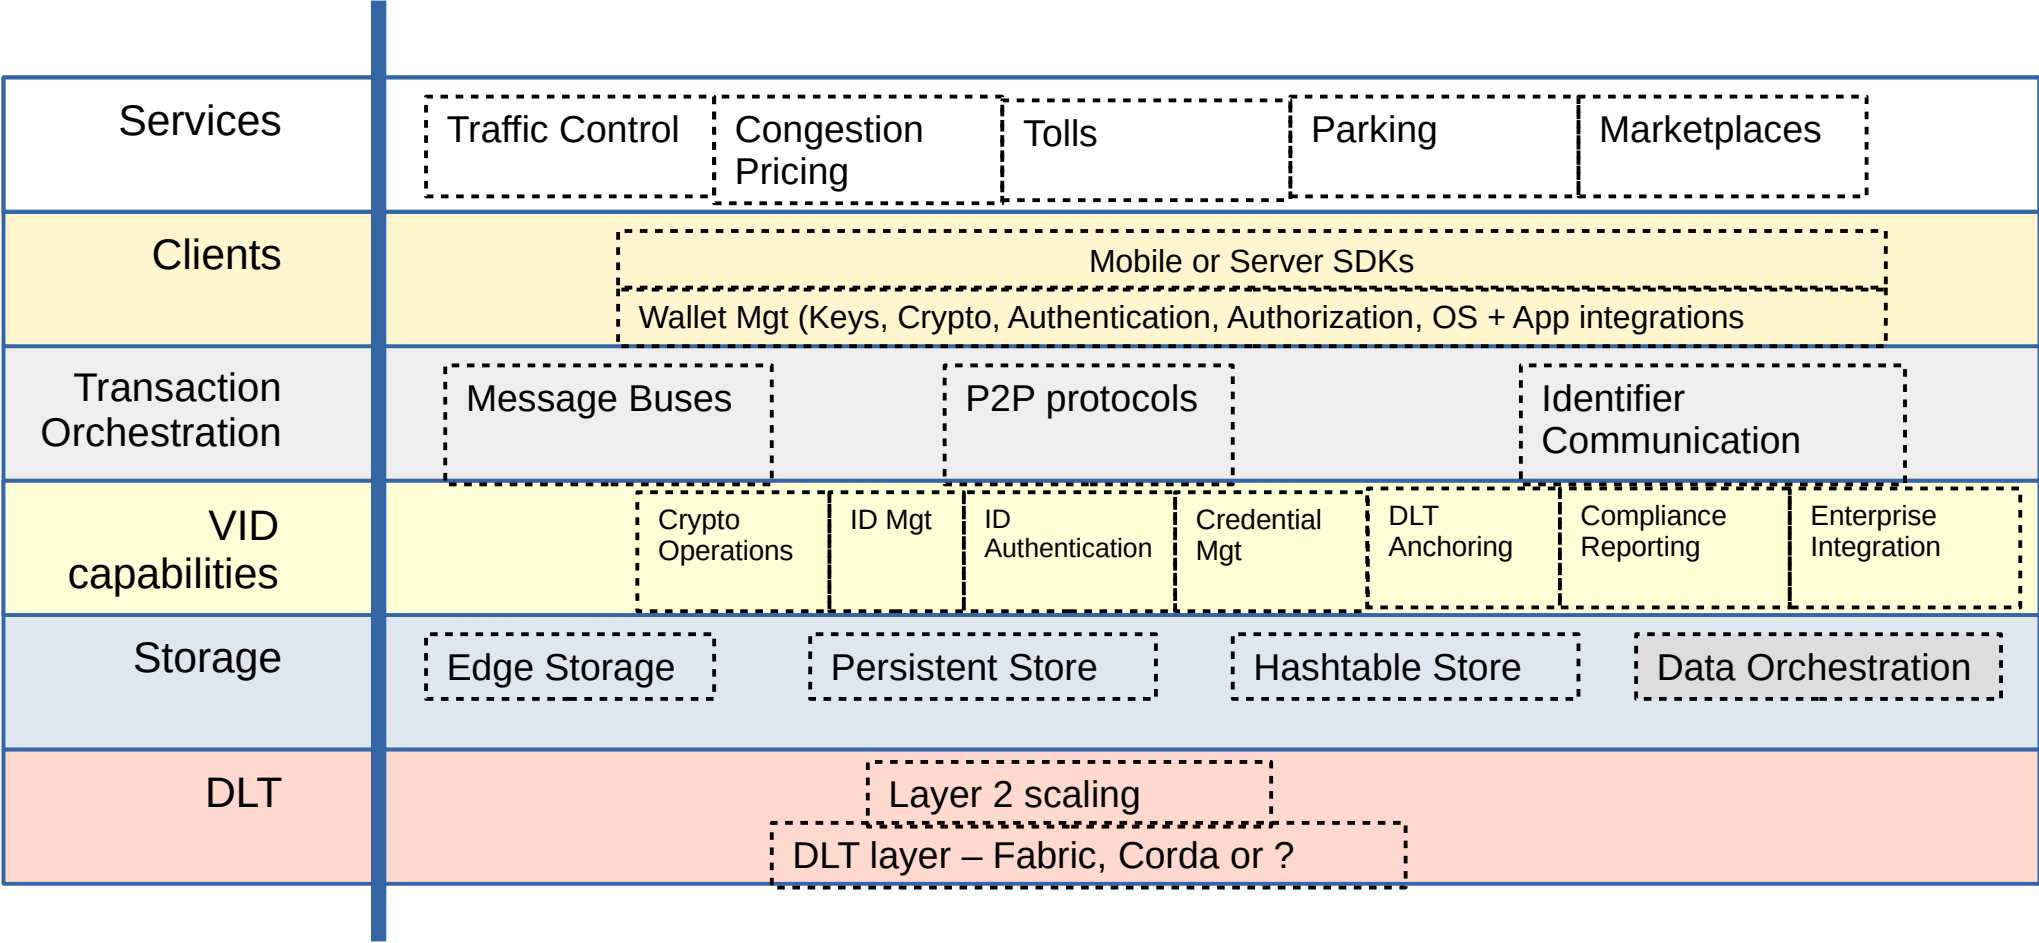 Services
Traffic Control
Congestion
Pricing
Tolls
Parking
Marketplaces
Clients
Mobile or Server SDKs
Wallet Mgt (Keys, Crypto, Authentication, Authorization, OS + App integrations
Transaction
Orchestration
Message Buses
P2P protocols
Identifier
Communication
VID
capabilities
Crypto
Operations
ID Mgt
ID
Authentication
Credential
Mgt
DLT
Anchoring
Compliance
Reporting
Enterprise
Integration
Storage
Edge Storage
Persistent Store
Hashtable Store
Data Orchestration
DLT
Layer 2 scaling
DLT layer – Fabric, Corda or ?